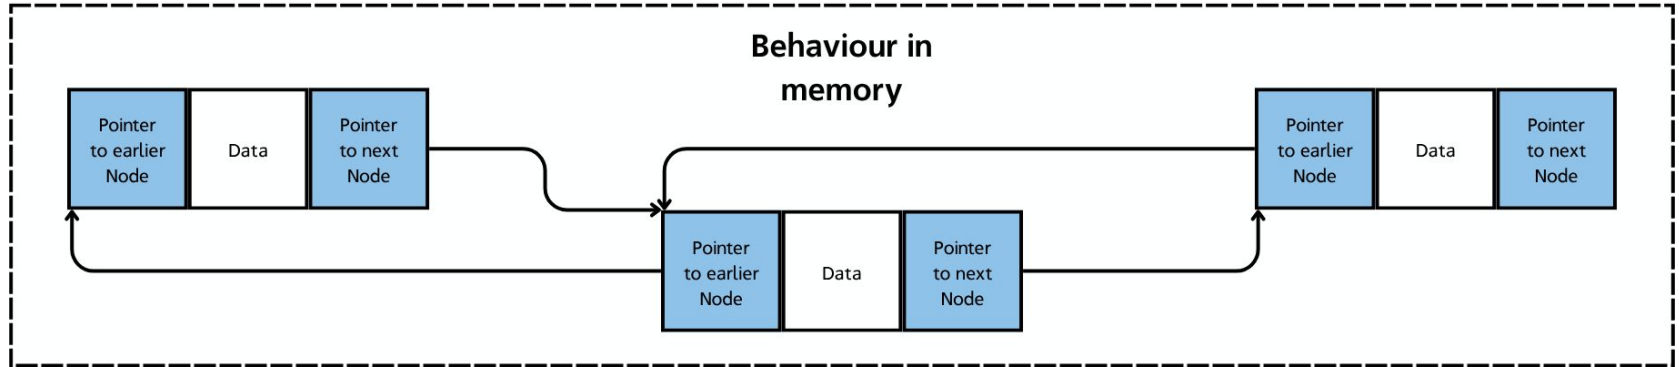 Behaviour in
memory
Pointer
to earlier
Node
Data
Pointer
to next
Node
Pointer
to earlier
Node
Data
Pointer
to next
Node
Pointer
to earlier
Node
Data
Pointer
to next
Node